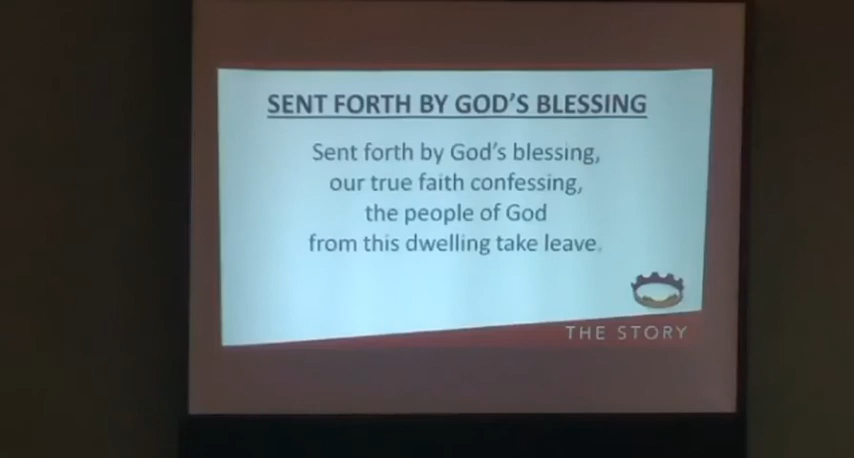 SENT FORTH BY GOD'S BLESSING
Sent forth by God's blessing,
our true faith confessing,
the people of God
from this dwelling take leave.
THE STORY